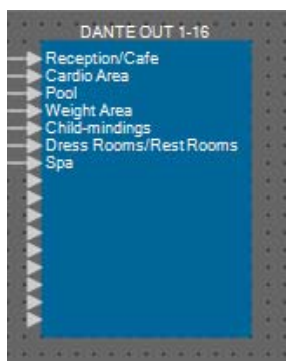 DANTE OUT 1-16
Reception/Cafe
Cardio Area
Pool
Weight Area
Child-mindings
Dress Rooms/Rest Rooms
Spa